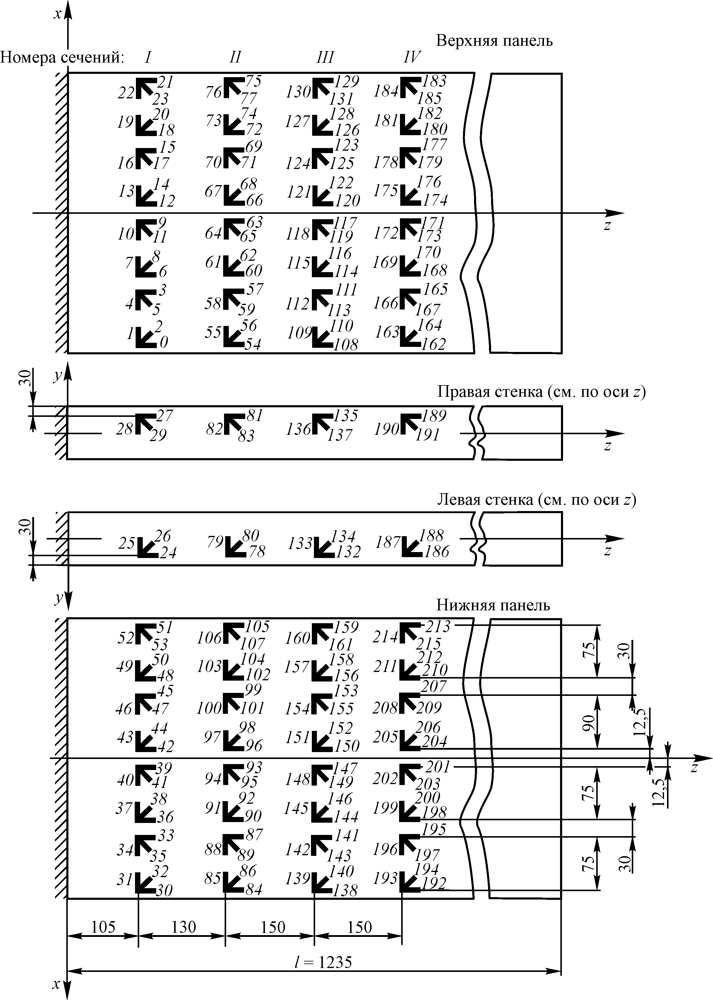 x
Верхняя панель
Номера сечений: I II III IV
21 75 129 183
22 76 130 184
23 77 131 185
20 74 128 182
19 73 127 181
18 72 126 180
15 69 123 177
16 70 124 178
17 71 125 179
14 68 122 176
13 67 121 175
12 66 120 174
9 63 117 171
10 64 118 172
11 65 119 173
z
8 62 116 170
7 61 115 169
6 60 114 168
3 57 111 165
4 58 112 166
5 59 113 167
2 56 110 164
1 55 109 163
0 54 108 162
30
y
Правая стенка (см. по оси z)
27 81 135 189
28 82 136 190
29 83 137 191
z
Левая стенка (см. по оси z)
30
26 80 134 188
25 79 133 187
24 78 132 186
z
y
Нижняя панель
51 105 159 213
52 106 160 214
53 107 161 215
75
30
50 104 158 212
49 103 157 211
48 102 156 210
45 99 153 207
46 100 154 208
47 101 155 209
90
12,5
44 98 152 206
43 97 151 205
42 96 150 204
z
39 93 147 201
40 94 148 202
41 95 149 203
75
12,5
38 92 146 200
37 91 145 199
36 90 144 198
33 87 141 195
34 88 142 196
35 89 143 197
75
30
32 86 140 194
31 85 139 193
30 84 138 192
105 130 150 150
l = 1235
x